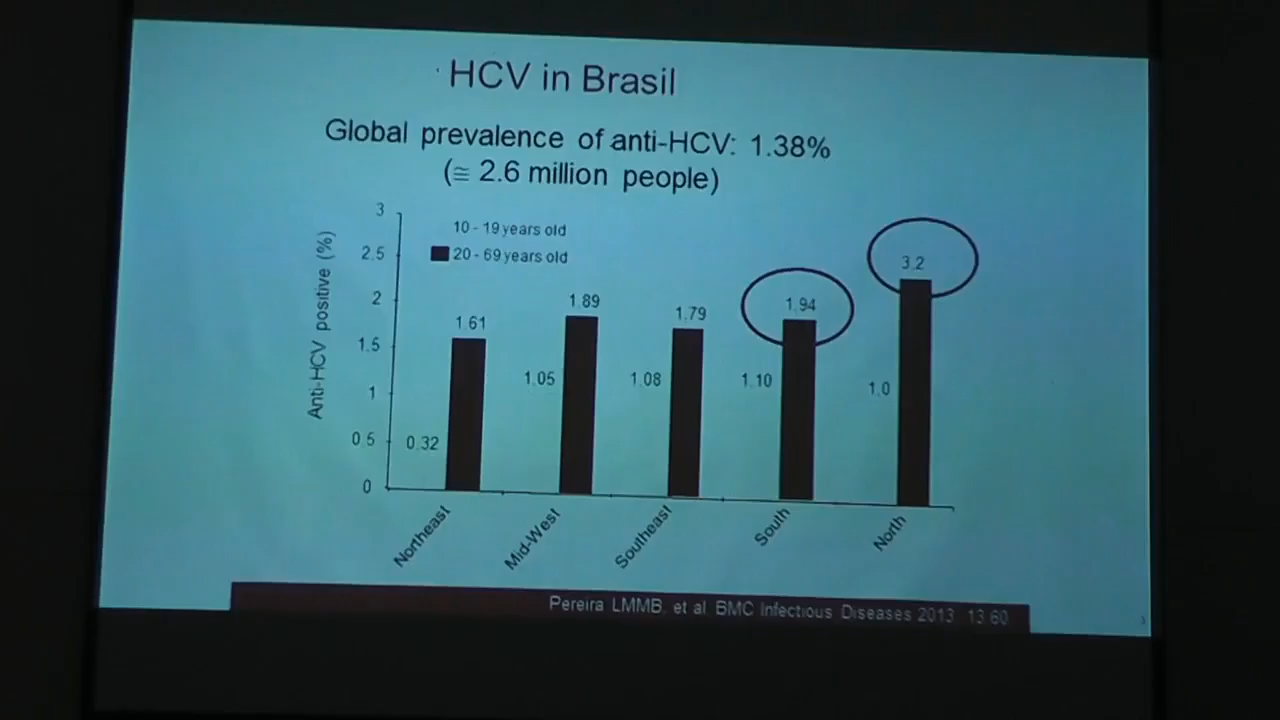 HCV in Brasil
Global prevalence of anti-HCV: 1.38%
(≅ 2.6 million people)
10 - 19 years old
20 - 69 years old
Anti-HCV positive (%)
3
2.5
2
1.5
1
0 5
0
0.32
1.61
1.05
1.89
1.08
1.79
1.10
1.94
1.0
3.2
Northeast
Mid-West
Southeast
South
North
Pereira LMMB, et al BMC Infectious Diseases 2013 13 60
3